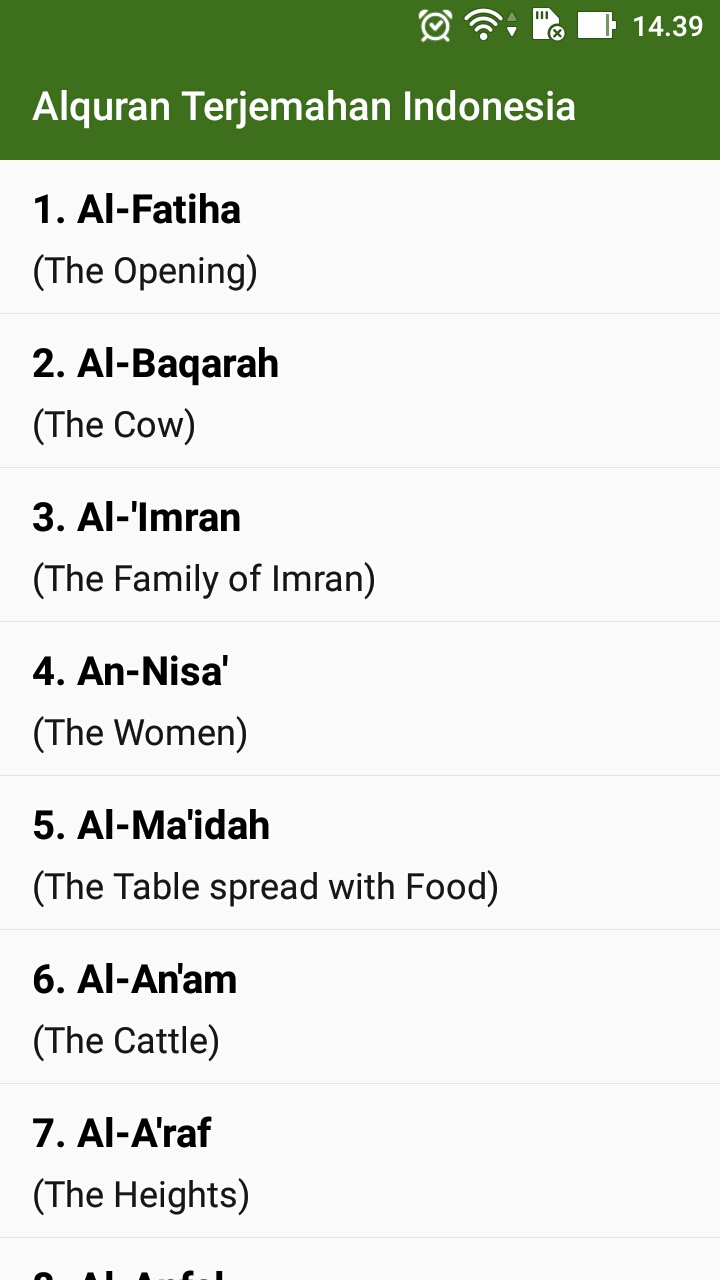 14.39
Alquran Terjemahan Indonesia
1. Al-Fatiha
(The Opening)
2. Al-Baqarah
(The Cow)
3. Al-'Imran
(The Family of Imran)
4. An-Nisa'
(The Women)
5. Al-Ma'idah
(The Table spread with Food)
6. Al-An'am
(The Cattle)
7. Al-A'raf
(The Heights)